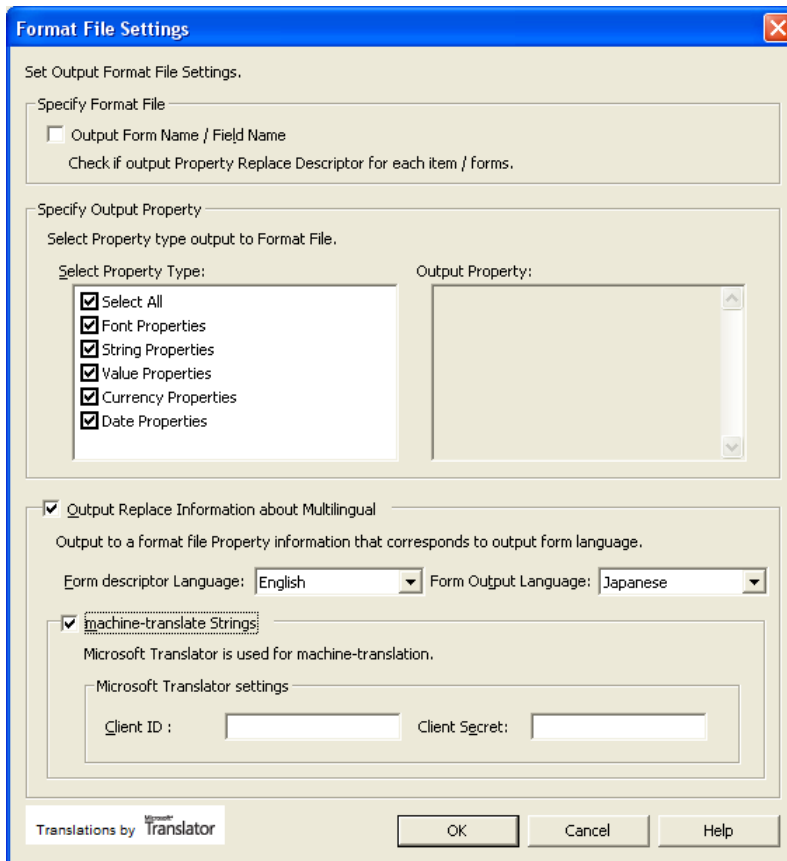 Format File Settings
Set Output Format File Settings.
Specify Format File
Output Form Name / Field Name
Check if output Property Replace Descriptor for each item / forms.
Specify Output Property
Select Property type output to Format File.
Select Property Type:
Output Property:
Select All
Font Properties
String Properties
Value Properties
Currency Properties
Date Properties
Output Replace Information about Multilingual
Output to a format file Property information that corresponds to output form language.
Form descriptor Language: English Form Output Language: Japanese
machine-translate Strings
Microsoft Translator is used for machine-translation.
Microsoft Translator settings
Client ID : Client Secret:
Translations by Microsoft Translator
OK Cancel Help